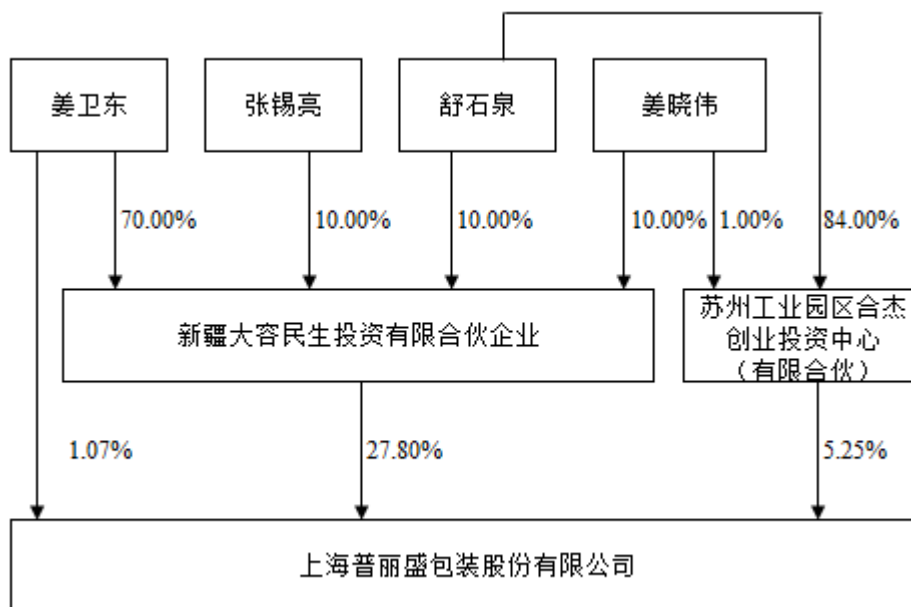 姜卫东
张锡亮
舒石泉
姜晓伟
70.00%
10.00%
10.00%
10.00%
1.00%
84.00%
新疆大容民生投资有限合伙企业
苏州工业园区合杰
创业投资中心
（有限合伙）
1.07%
27.80%
5.25%
上海普丽盛包装股份有限公司